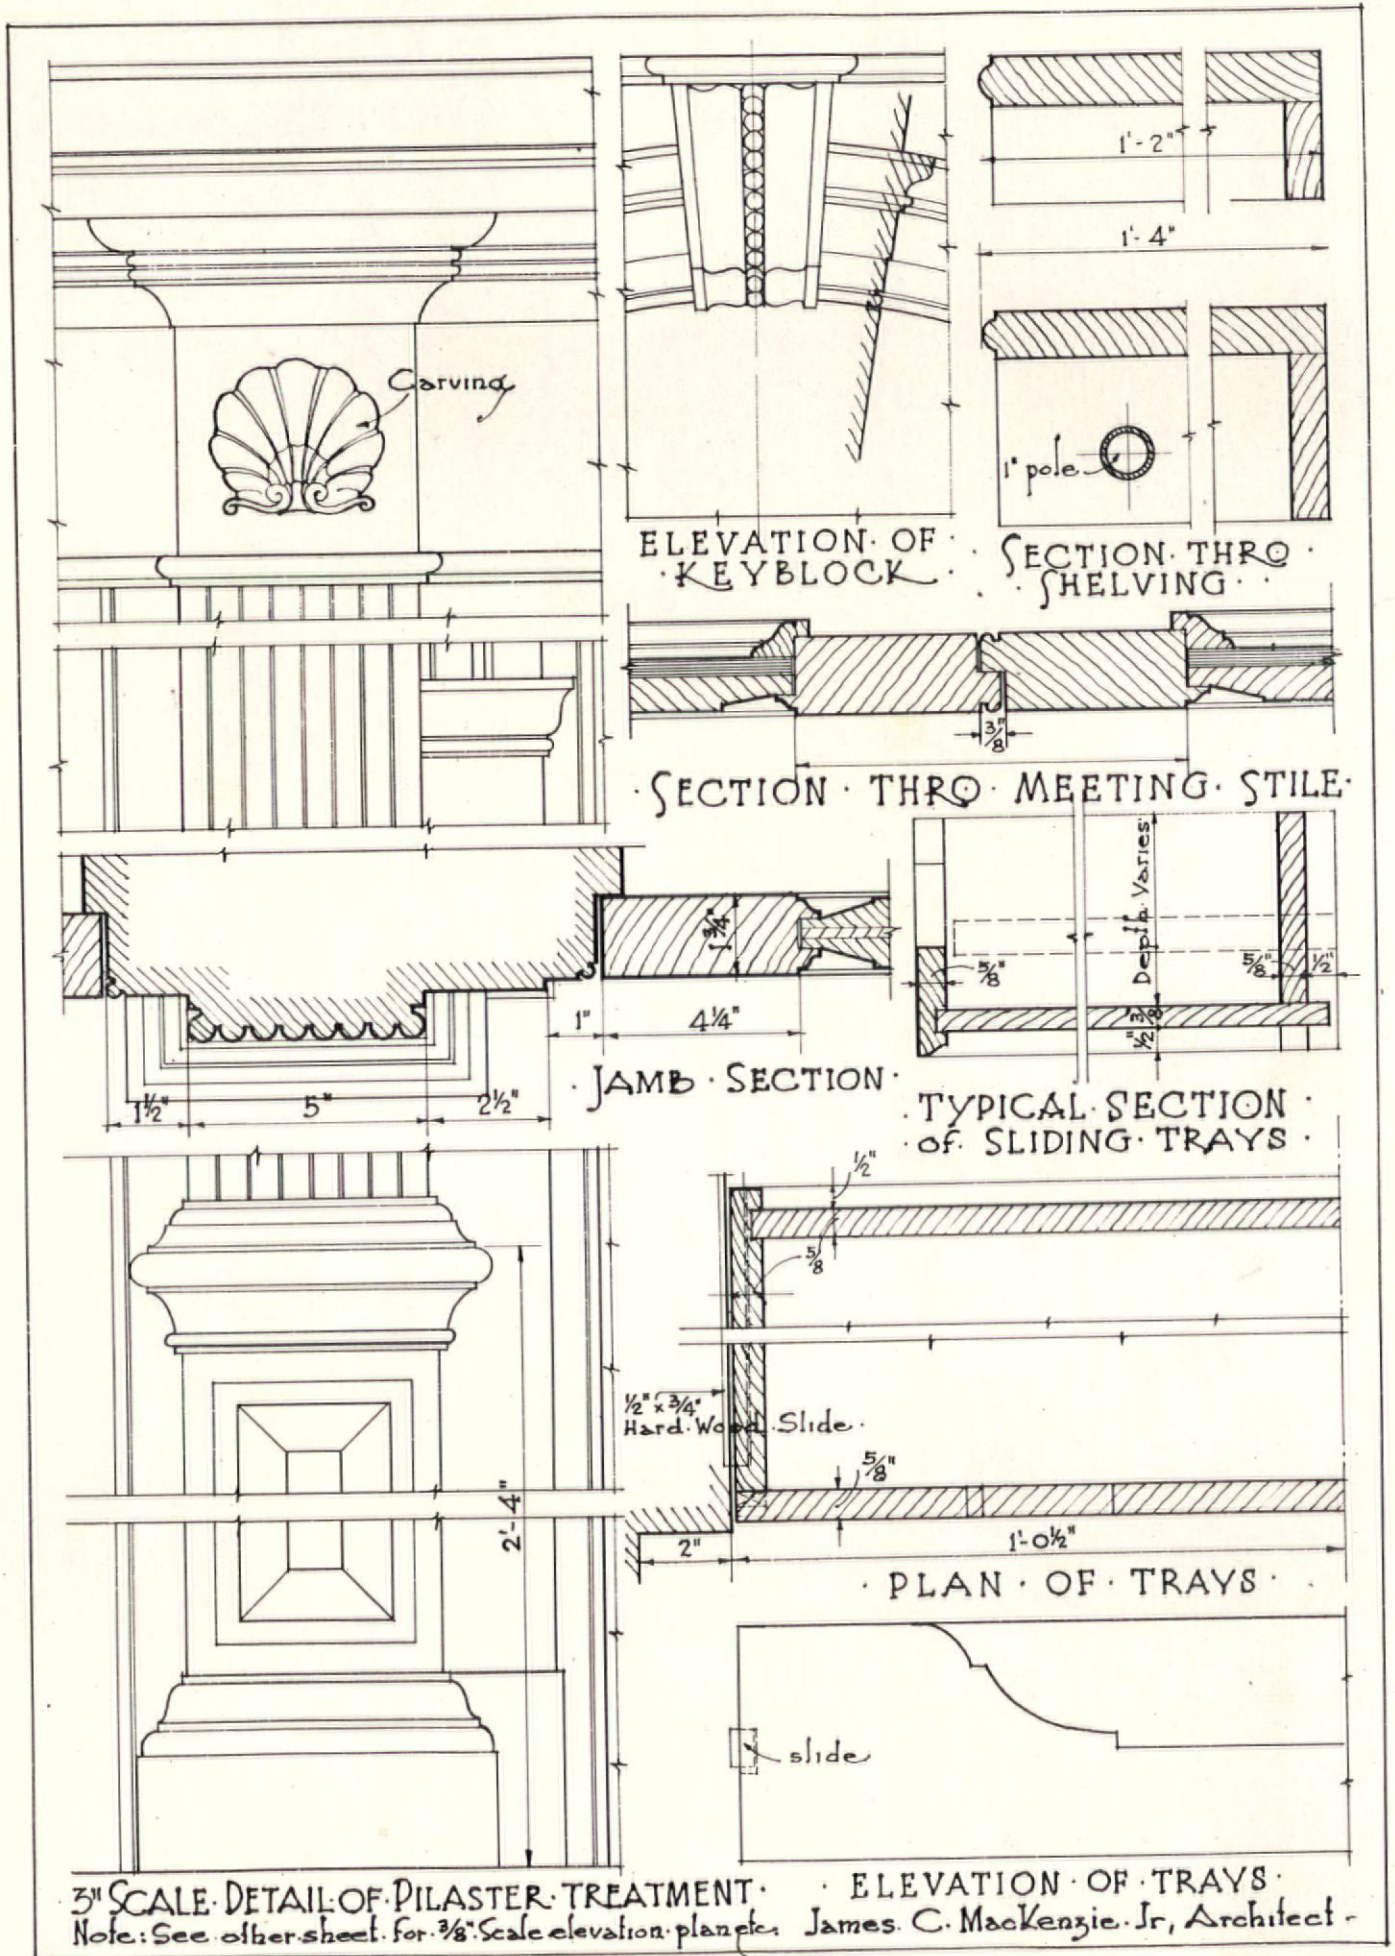 Carving
ELEVATION · OF ·
· KEYBLOCK ·
1'-2"
1'-4"
1" pole
· SECTION · THRO ·
· SHELVING ·
3/8"
· SECTION · THRO · MEETING · STILE ·
1 3/4"
1"
4 1/4"
· JAMB · SECTION ·
1 1/2"
5"
2 1/2"
Depth Varies
5/8"
5/8"
1/2"
3/8"
1/2"
· TYPICAL · SECTION ·
· of · SLIDING · TRAYS ·
1/2"
5/8
1/2" x 3/4"
Hard · Wood · Slide ·
5/8"
2"
1'-0 1/2"
· PLAN · OF · TRAYS ·
2'-4"
slide
3" SCALE · DETAIL · OF · PILASTER · TREATMENT ·
Note: See other sheet · for · 3/8" · Scale elevation · plan etc.
· ELEVATION · OF · TRAYS ·
James · C · MacKenzie · Jr, Architect -